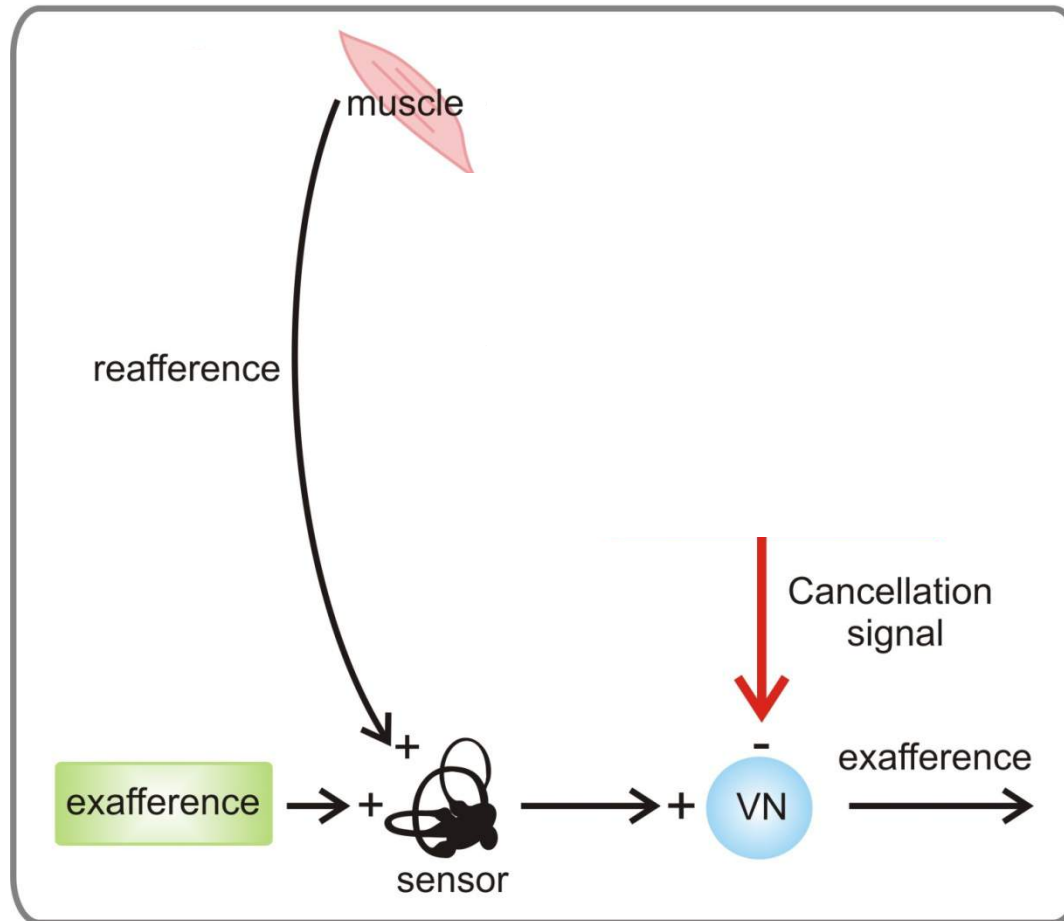 muscle
reafference
Cancellation
signal
-
exafference
+
exafference
+
+
VN
sensor